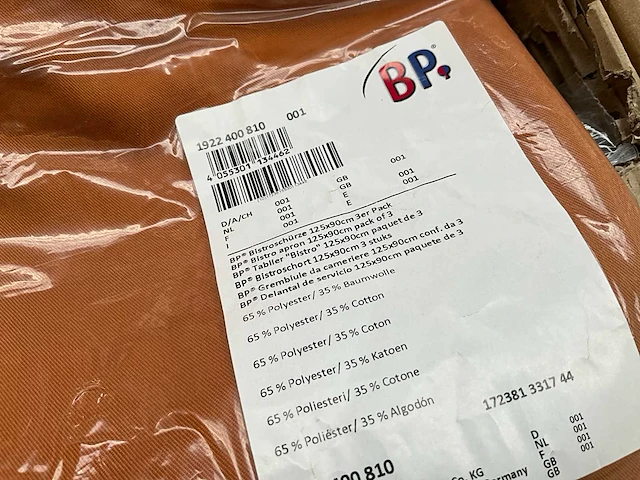 BP®
1922 400 810 001
4 055301 134462
D/A/CH 001 GB 001
NL 001 GB 001
F 001 E 001
I 001 E
BP® Bistroschürze 125x90cm 3er Pack
BP® Bistro apron 125x90cm pack of 3
BP® Tablier "Bistro" 125x90cm paquet de 3
BP® Bistroschort 125x90cm 3 stuks
BP® Grembiule da cameriere 125x90cm conf. da 3
BP® Delantal de servicio 125x90cm paquete de 3
65 % Polyester/ 35 % Baumwolle
65 % Polyester/ 35 % Cotton
65 % Polyester/ 35 % Coton
65 % Polyester/ 35 % Katoen
65 % Poliesteri/ 35 % Cotone
65 % Poliéster/ 35 % Algodón
172381 3317 44
400 810
Co. KG
Germany
D 001
NL 001
F 001
GB 001
GB